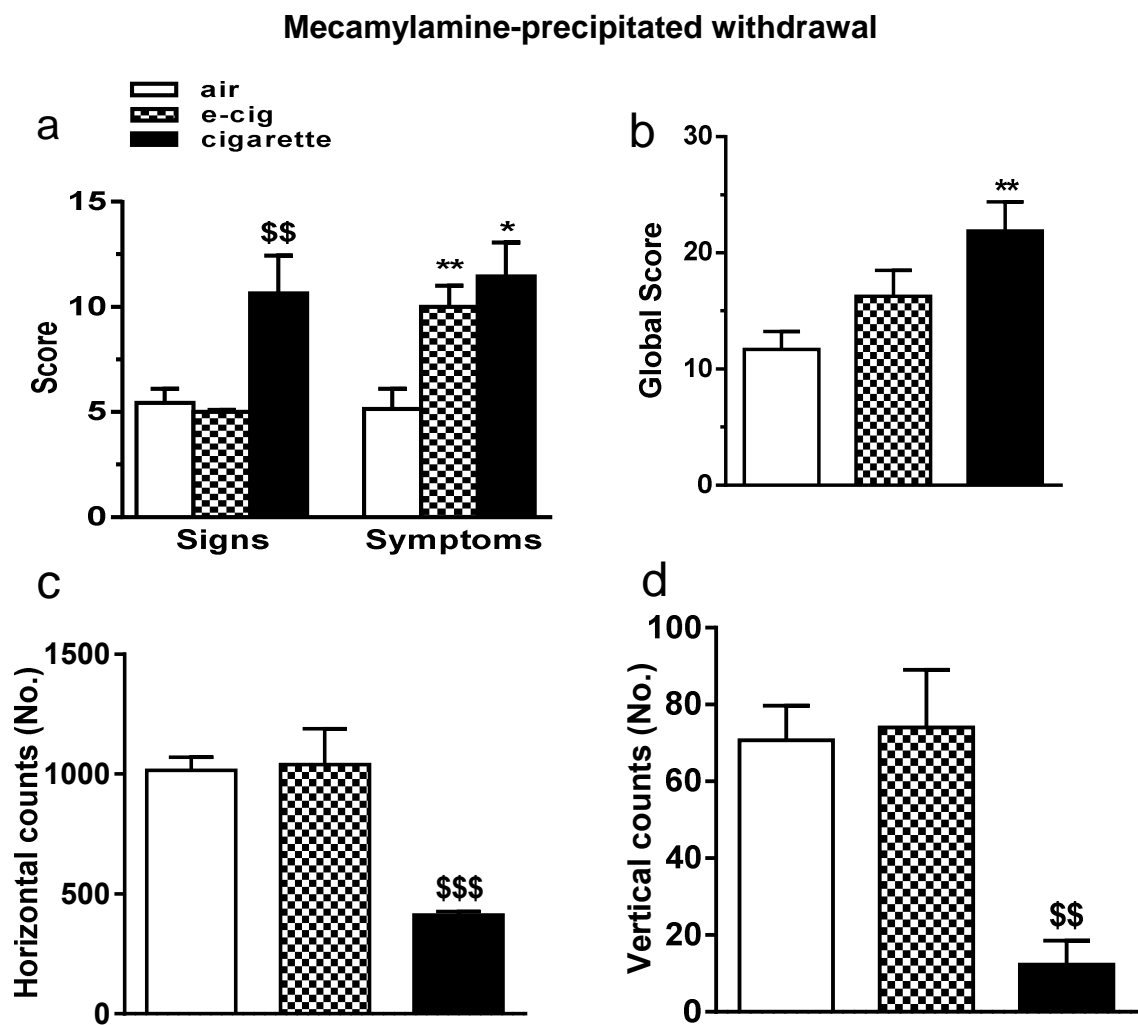 Mecamylamine-precipitated withdrawal
air
e-cig
cigarette
a
Score
15
10
5
0
$$
**
*
Signs
Symptoms
b
Global Score
30
20
10
0
**
c
Horizontal counts (No.)
1500
1000
500
0
$$$
d
Vertical counts (No.)
100
80
60
40
20
0
$$